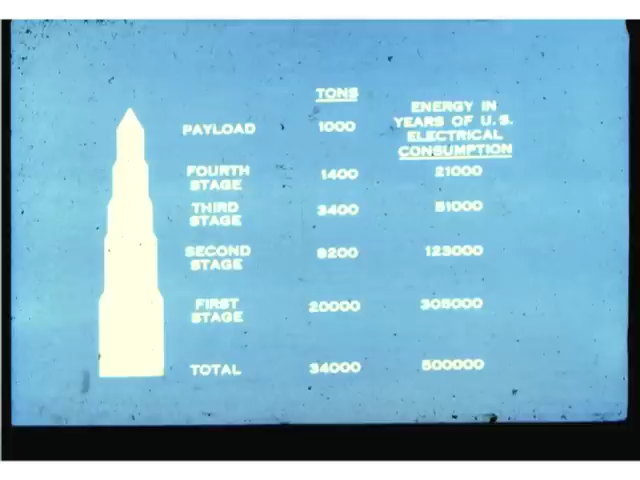 TONS
ENERGY IN
YEARS OF U.S.
ELECTRICAL
CONSUMPTION
PAYLOAD 1000
FOURTH
STAGE 1400 21000
THIRD
STAGE 3400 51000
SECOND
STAGE 8200 123000
FIRST
STAGE 20000 305000
TOTAL 34000 500000